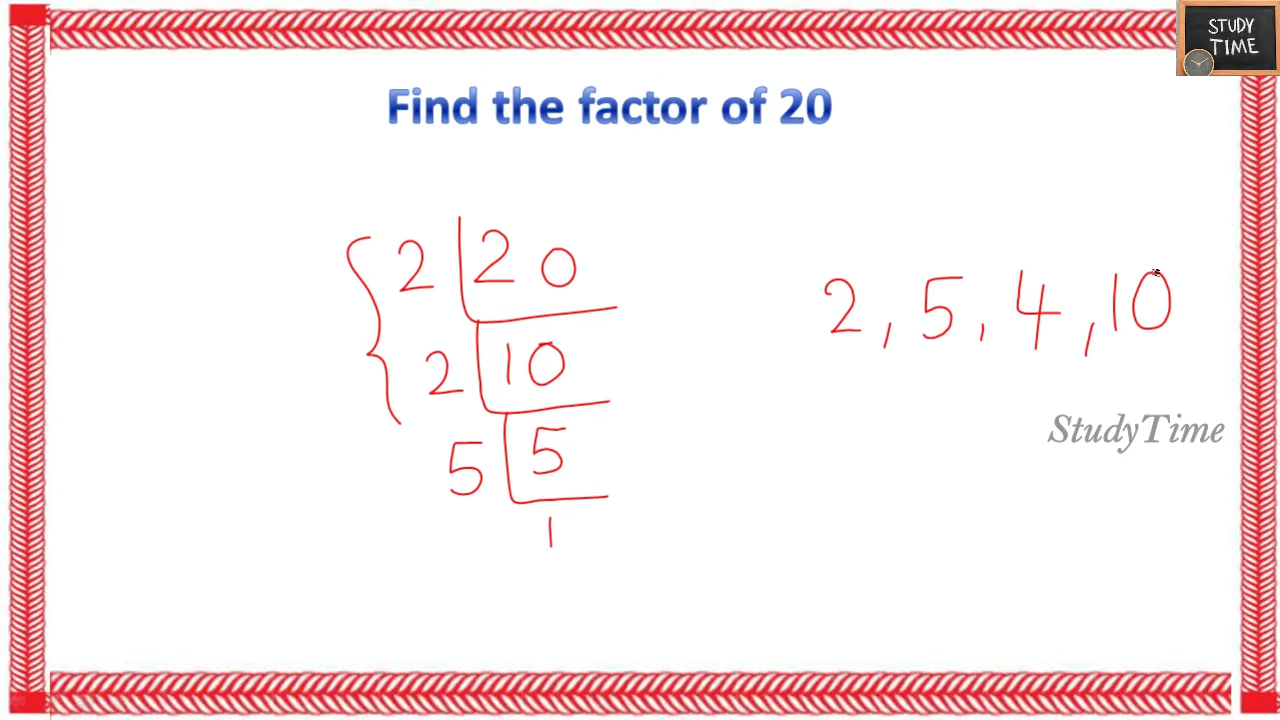 STUDY
TIME
Find the factor of 20
2 20
2 10
5 5
1
2, 5, 4, 10
StudyTime